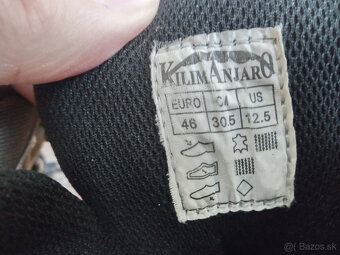 KILIMANJARO
EURO CM US
46 30.5 12.5
© Bazos.sk